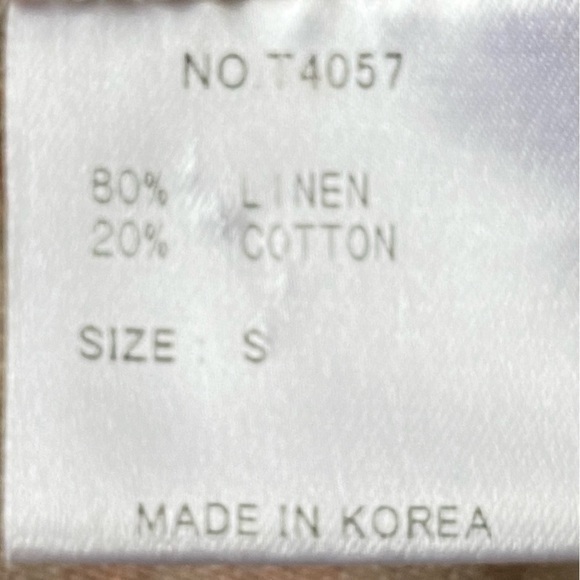 NO.T4057
80% LINEN
20% COTTON
SIZE : S
MADE IN KOREA